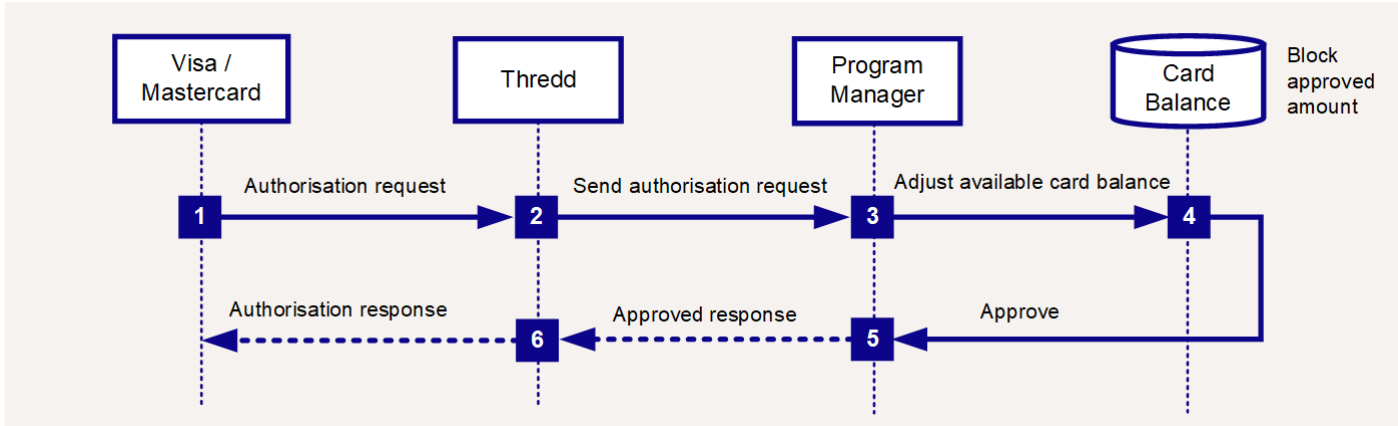 Visa /
Mastercard
Thredd
Program
Manager
Card
Balance
Block
approved
amount
Authorisation request
Send authorisation request
Adjust available card balance
1
2
3
4
Authorisation response
Approved response
Approve
6
5